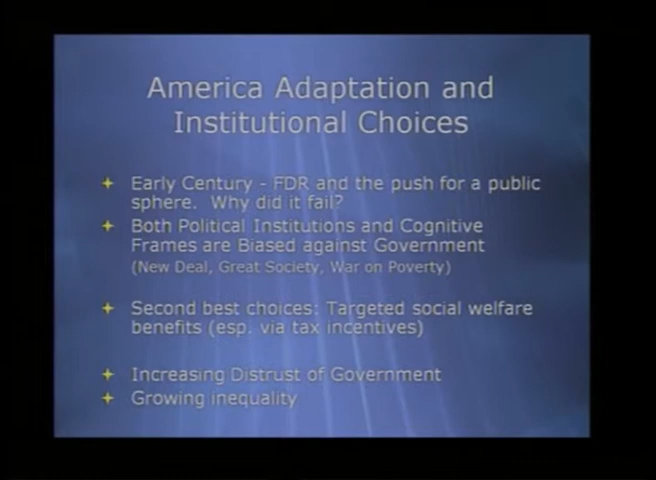 America Adaptation and
Institutional Choices
Early Century - FDR and the push for a public
sphere. Why did it fail?
Both Political Institutions and Cognitive
Frames are Biased against Government
(New Deal, Great Society, War on Poverty)
Second best choices: Targeted social welfare
benefits (esp. via tax incentives)
Increasing Distrust of Government
Growing inequality